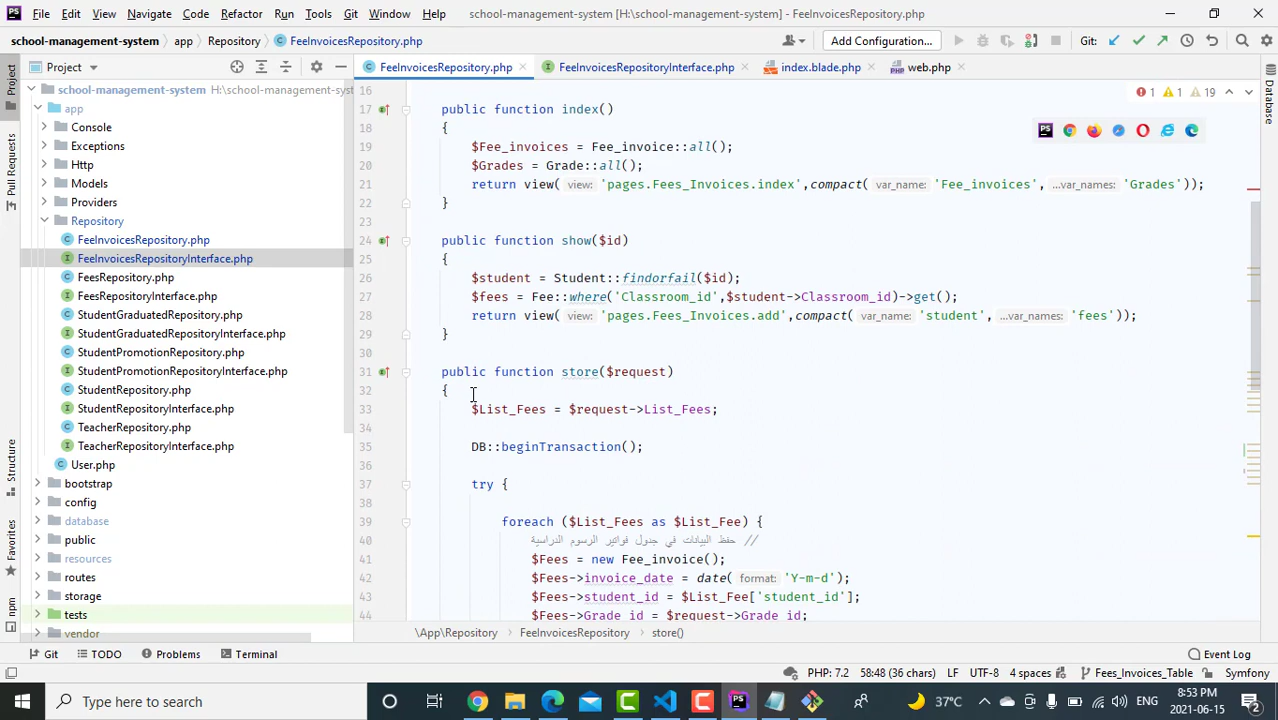 File Edit View Navigate Code Refactor Run Tools Git Window Help school-management-system [H:\school-management-sys] - FeeInvoicesRepository.php
school-management-system app Repository FeeInvoicesRepository.php Add Configuration... Git:
Project FeeInvoicesRepository.php FeeInvoicesRepositoryInterface.php index.blade.php web.php
school-management-system H:\school-management-syst
app
Console
Exceptions
Http
Models
Providers
Repository
FeeInvoicesRepository.php
FeeInvoicesRepositoryInterface.php
FeesRepository.php
FeesRepositoryInterface.php
StudentGraduatedRepository.php
StudentGraduatedRepositoryInterface.php
StudentPromotionRepository.php
StudentPromotionRepositoryInterface.php
StudentRepository.php
StudentRepositoryInterface.php
TeacherRepository.php
TeacherRepositoryInterface.php
User.php
bootstrap
config
database
public
resources
routes
storage
tests
vendor
Project
Pull Requests
Structure
Favorites
npm
Database
1 1 19
16
17 public function index()
18 {
19 $Fee_invoices = Fee_invoice::all();
20 $Grades = Grade::all();
21 return view( view: 'pages.Fees_Invoices.index',compact( var_name: 'Fee_invoices', ...var_names: 'Grades'));
22 }
23
24 public function show($id)
25 {
26 $student = Student::findorfail($id);
27 $fees = Fee::where('Classroom_id',$student->Classroom_id)->get();
28 return view( view: 'pages.Fees_Invoices.add',compact( var_name: 'student', ...var_names: 'fees'));
29 }
30
31 public function store($request)
32 {
33 $List_Fees = $request->List_Fees;
34
35 DB::beginTransaction();
36
37 try {
38
39 foreach ($List_Fees as $List_Fee) {
40 // حفظ البيانات في جدول فواتير الرسوم الدراسية
41 $Fees = new Fee_invoice();
42 $Fees->invoice_date = date( format: 'Y-m-d');
43 $Fees->student_id = $List_Fee['student_id'];
44 $Fees->Grade_id = $request->Grade_id;
\App\Repository FeeInvoicesRepository store()
Git TODO Problems Terminal Event Log
PHP: 7.2 58:48 (36 chars) LF UTF-8 4 spaces Fees_Invoices_Table Symfony
Type here to search 37°C ENG 8:53 PM
2021-06-15 2